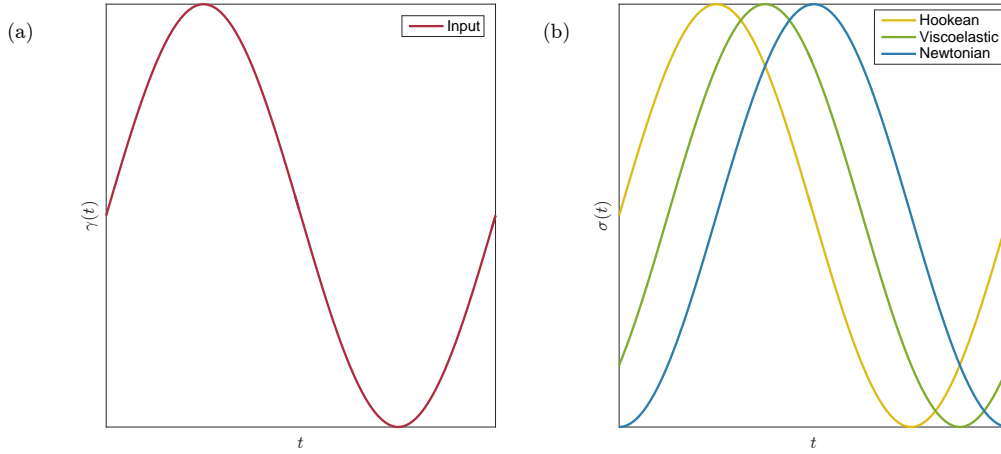 (a)
Input
γ(t)
t
(b)
Hookean
Viscoelastic
Newtonian
σ(t)
t